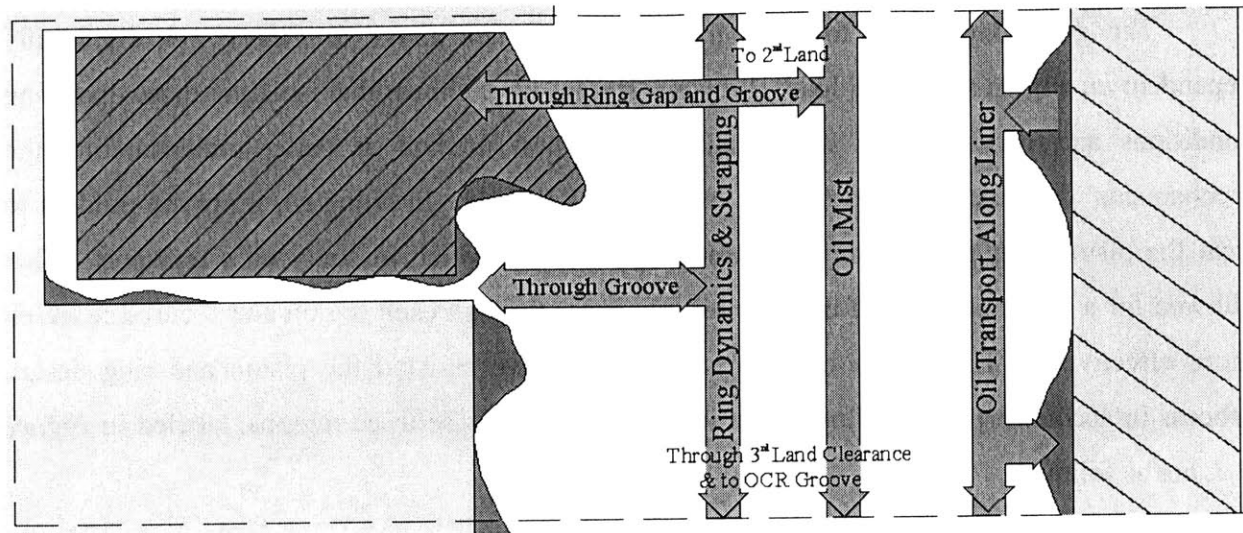 To 2nd Land
Through Ring Gap and Groove
Through Groove
Ring Dynamics & Scraping
Oil Mist
Oil Transport Along Liner
Through 3rd Land Clearance
& to OCR Groove